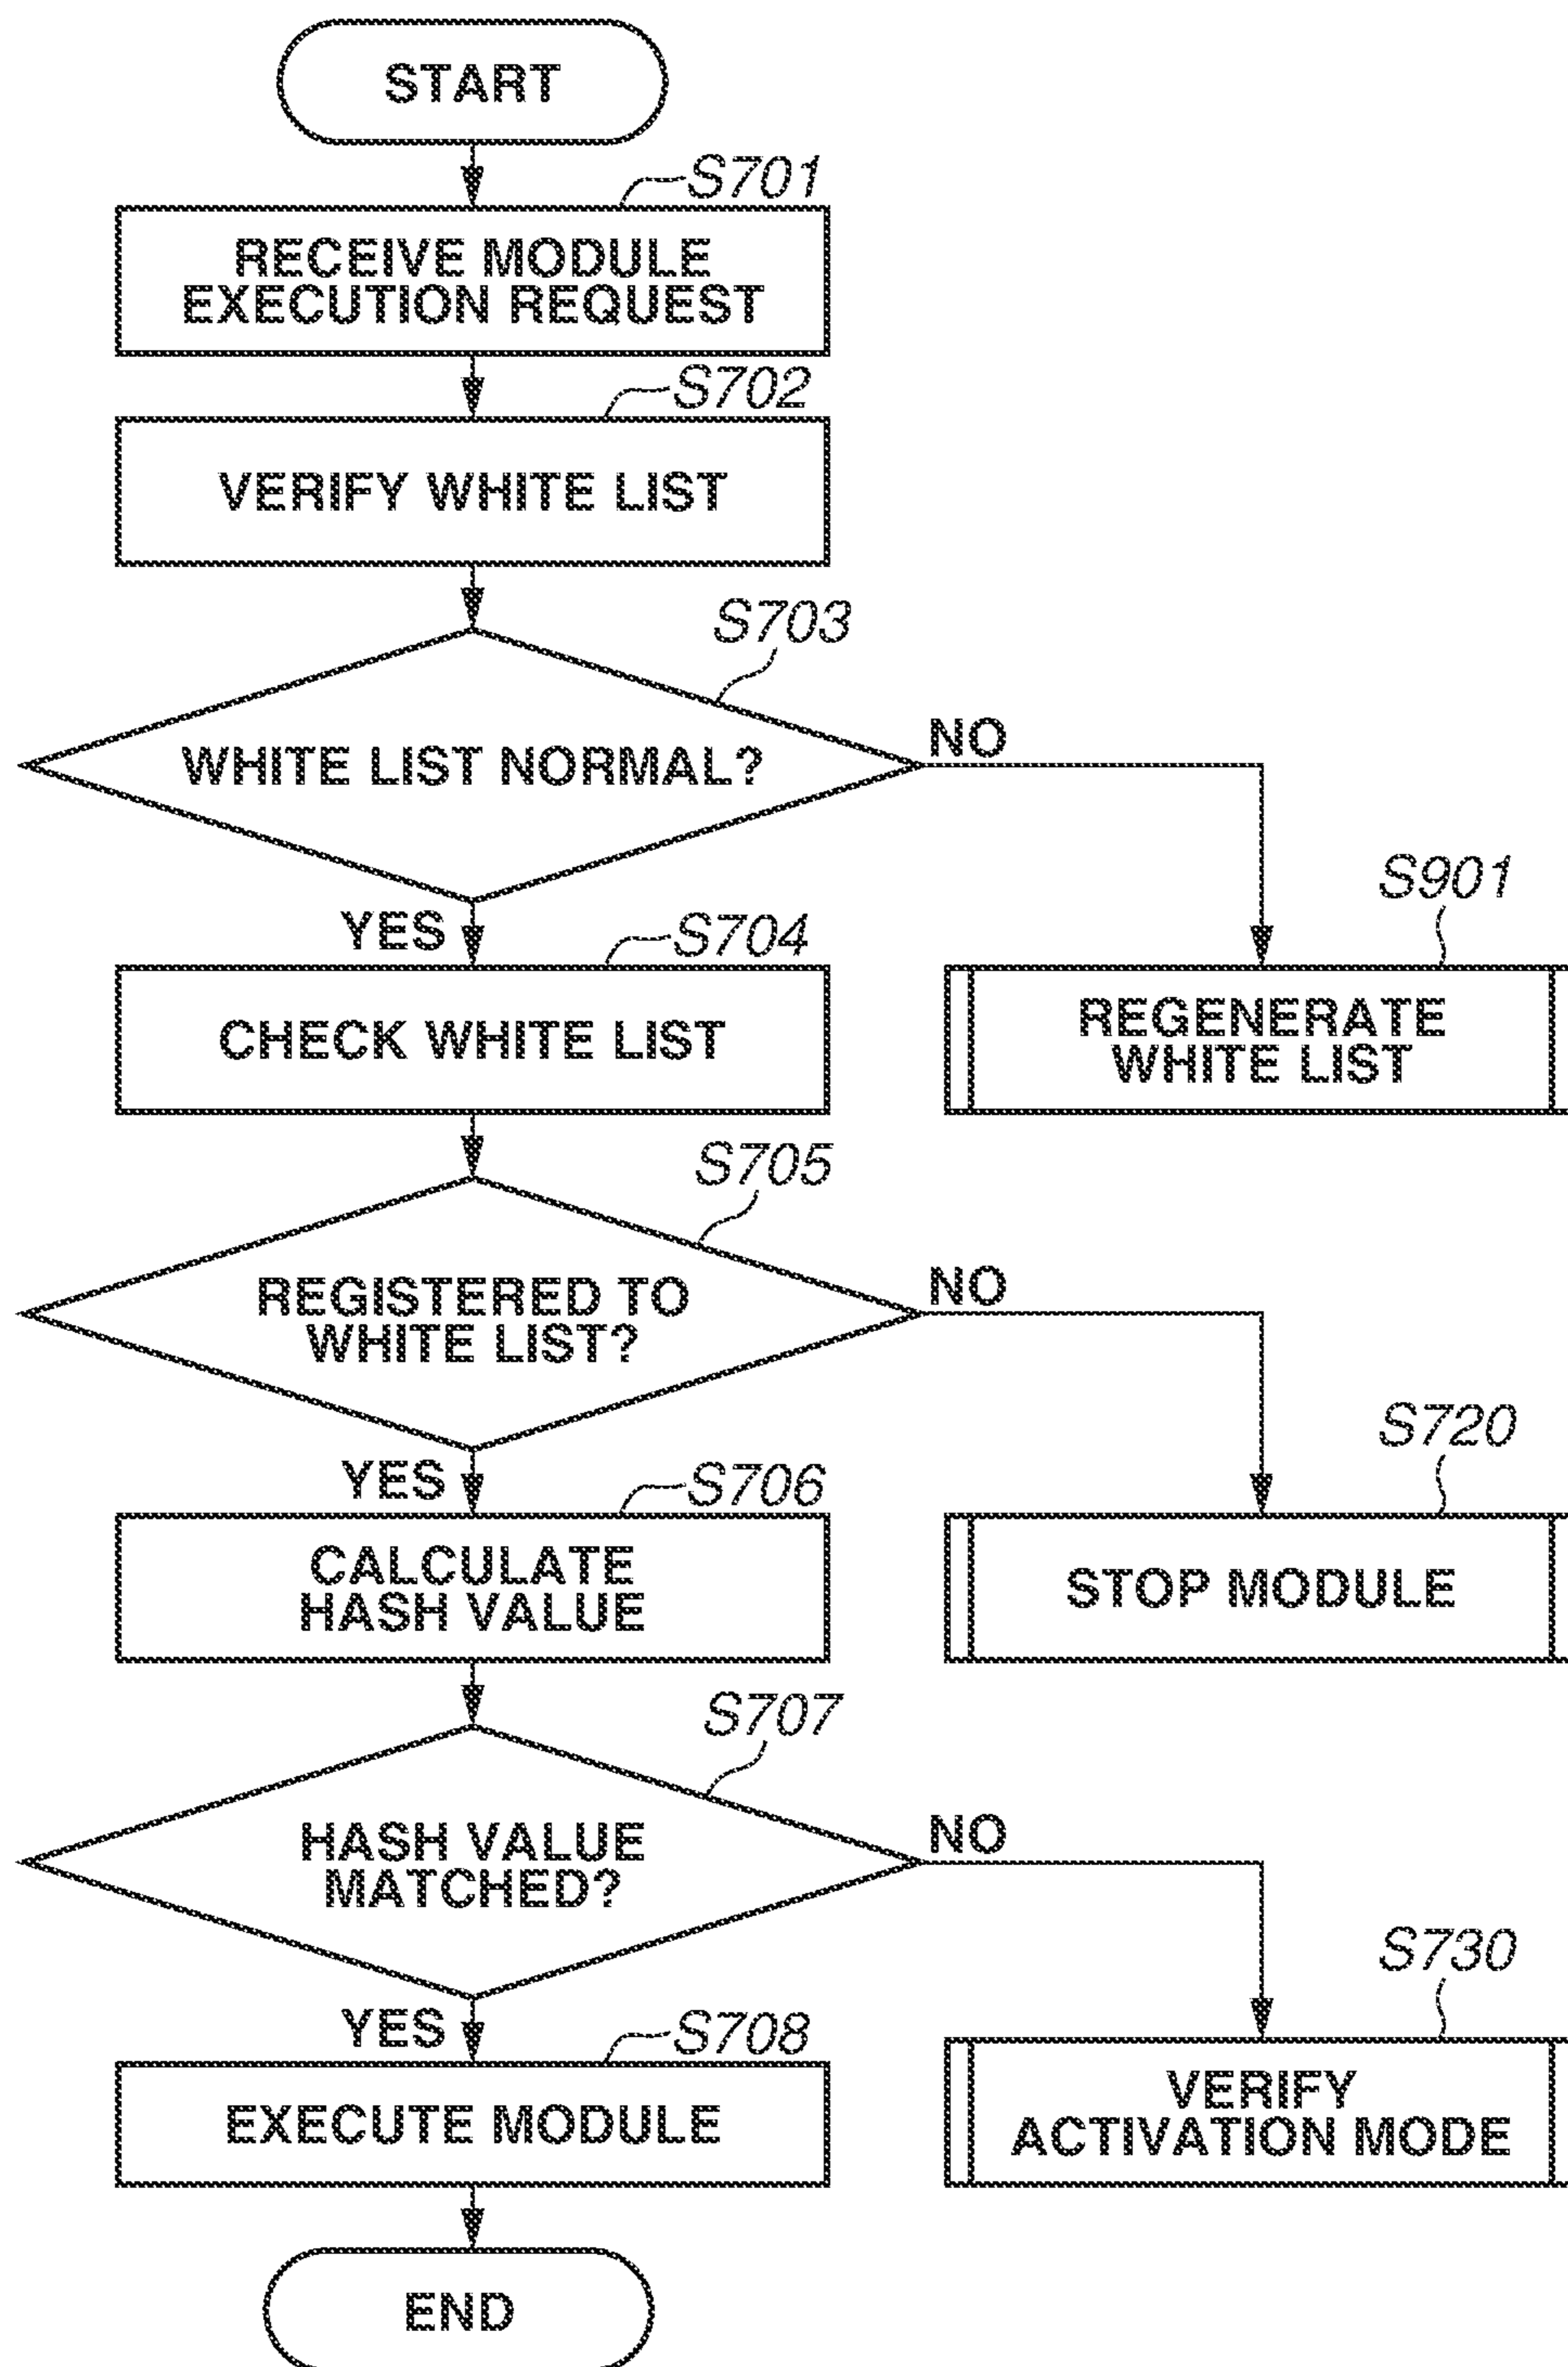 START
S701
RECEIVE MODULE
EXECUTION REQUEST
S702
VERIFY WHITE LIST
S703
WHITE LIST NORMAL?
NO
YES
S704
S901
CHECK WHITE LIST
REGENERATE
WHITE LIST
S705
REGISTERED TO
WHITE LIST?
NO
YES
S706
S720
CALCULATE
HASH VALUE
STOP MODULE
S707
HASH VALUE
MATCHED?
NO
YES
S708
S730
EXECUTE MODULE
VERIFY
ACTIVATION MODE
END